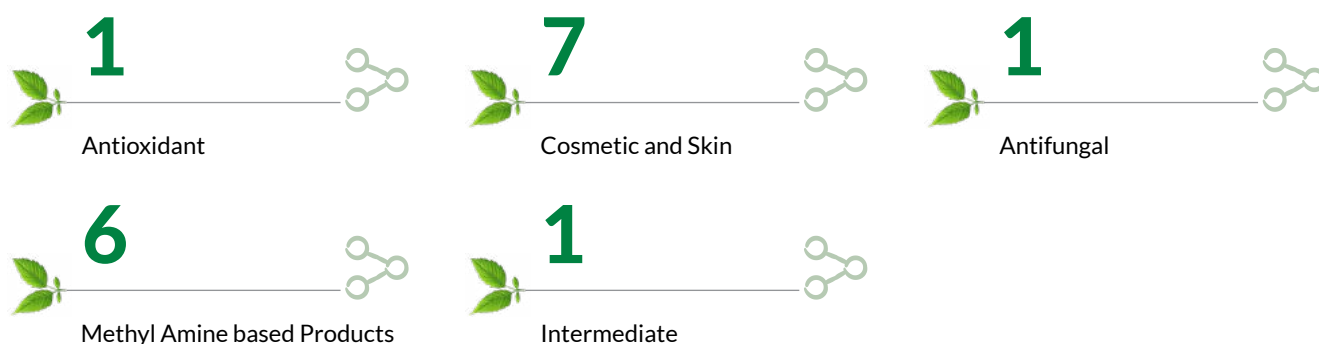 1
Antioxidant
7
Cosmetic and Skin
1
Antifungal
6
Methyl Amine based Products
1
Intermediate